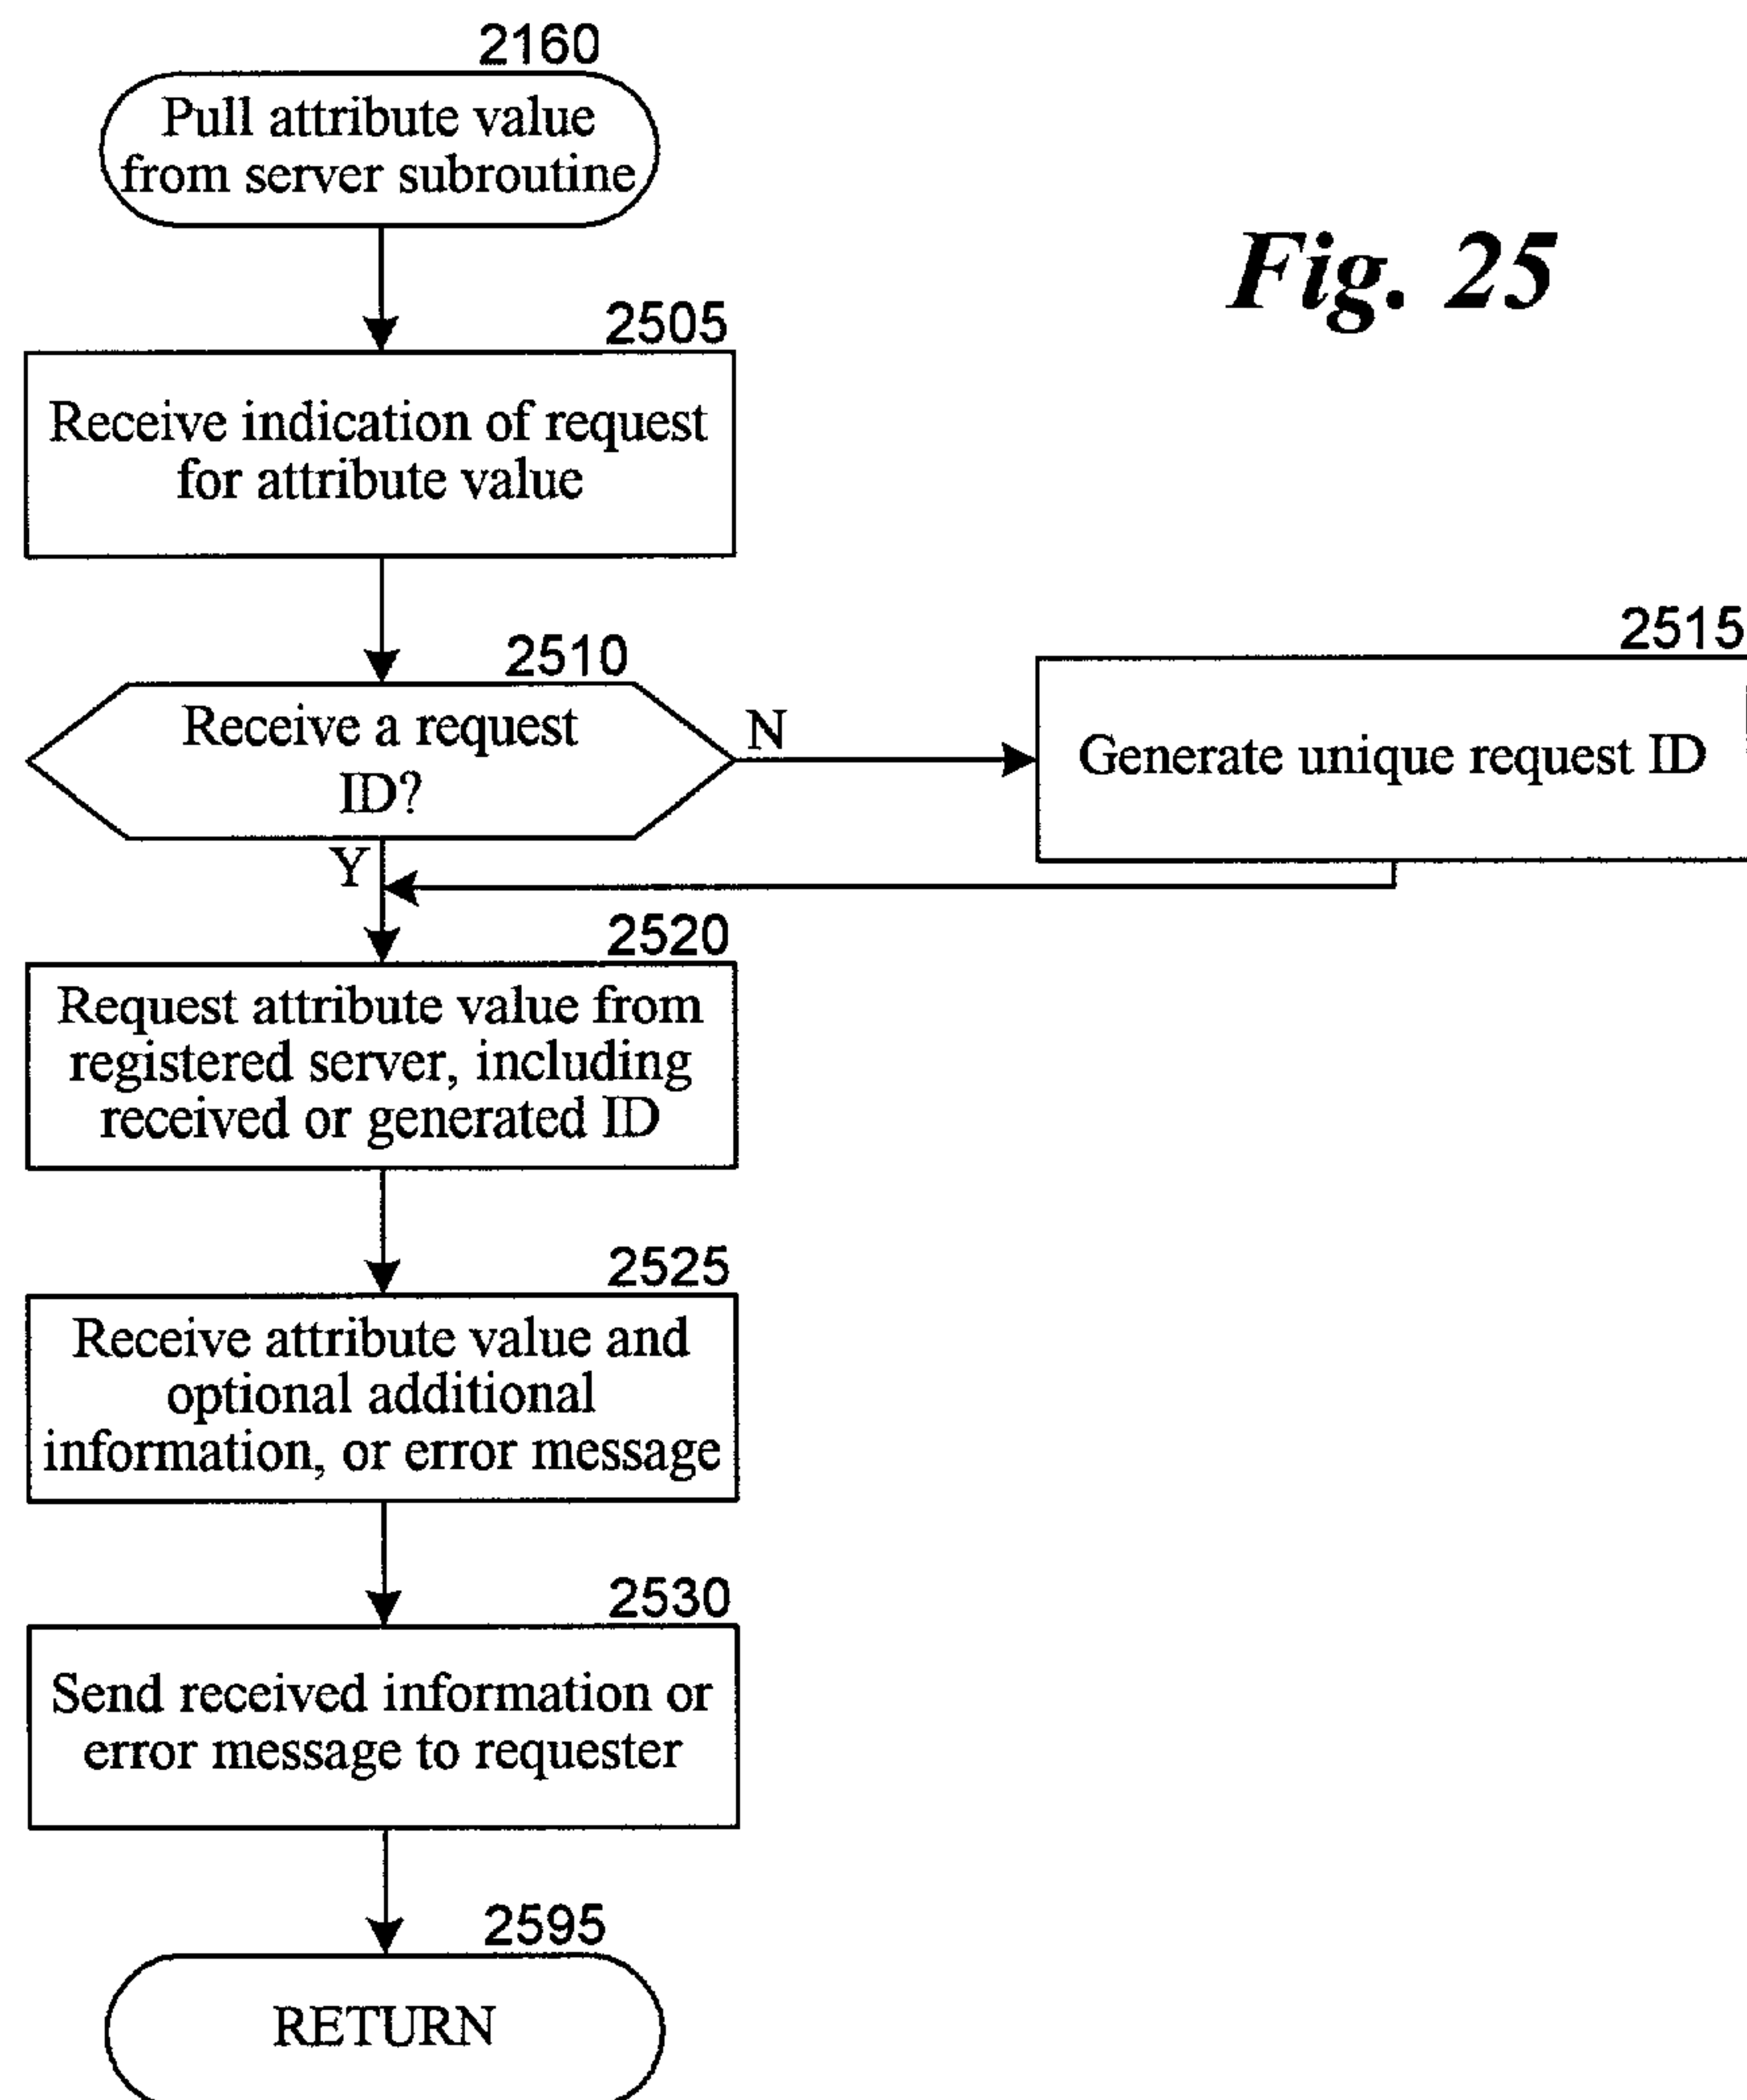 2160
Pull attribute value
from server subroutine
Fig. 25
2505
Receive indication of request
for attribute value
2510
Receive a request
ID?
N
2515
Generate unique request ID
Y
2520
Request attribute value from
registered server, including
received or generated ID
2525
Receive attribute value and
optional additional
information, or error message
2530
Send received information or
error message to requester
2595
RETURN